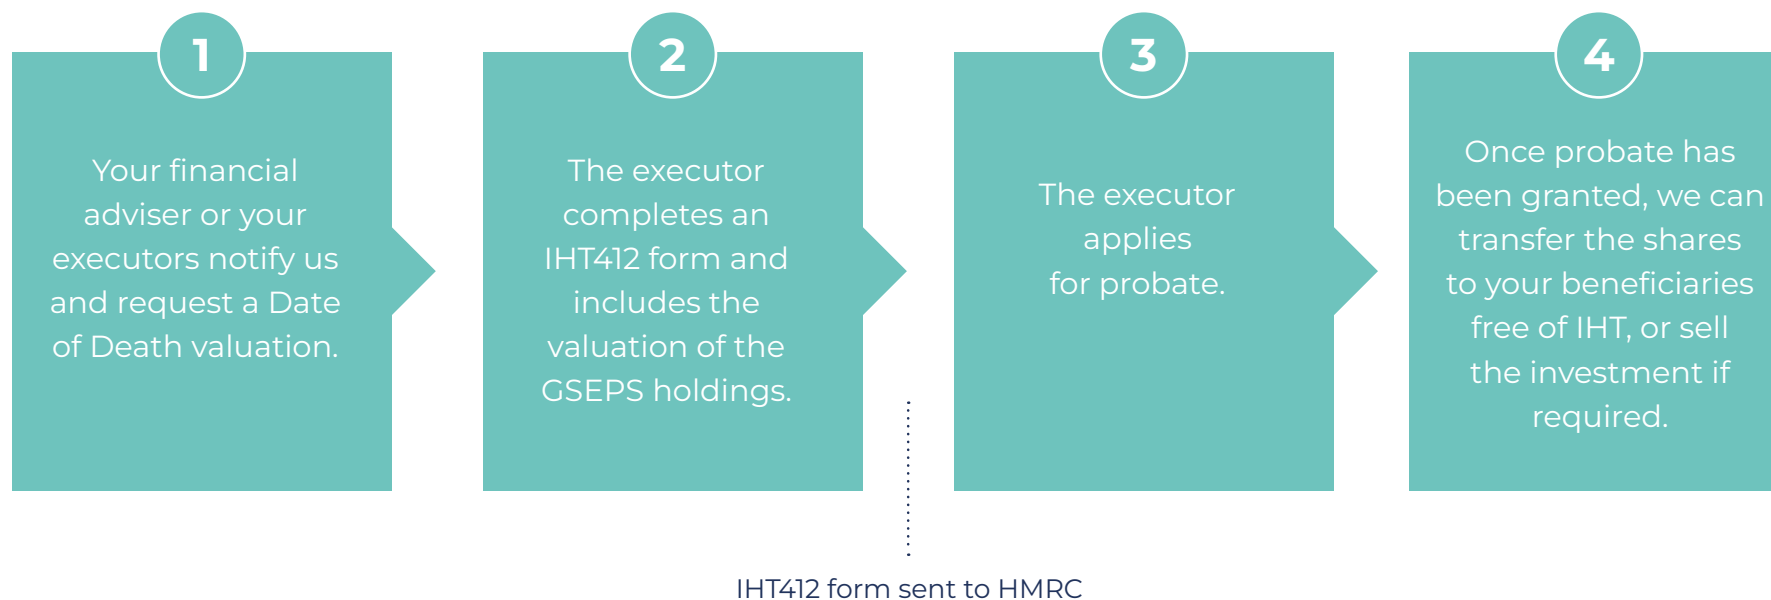 1
Your financial
adviser or your
executors notify us
and request a Date
of Death valuation.
2
The executor
completes an
IHT412 form and
includes the
valuation of the
GSEPS holdings.
3
The executor
applies
for probate.
4
Once probate has
been granted, we can
transfer the shares
to your beneficiaries
free of IHT, or sell
the investment if
required.
IHT412 form sent to HMRC